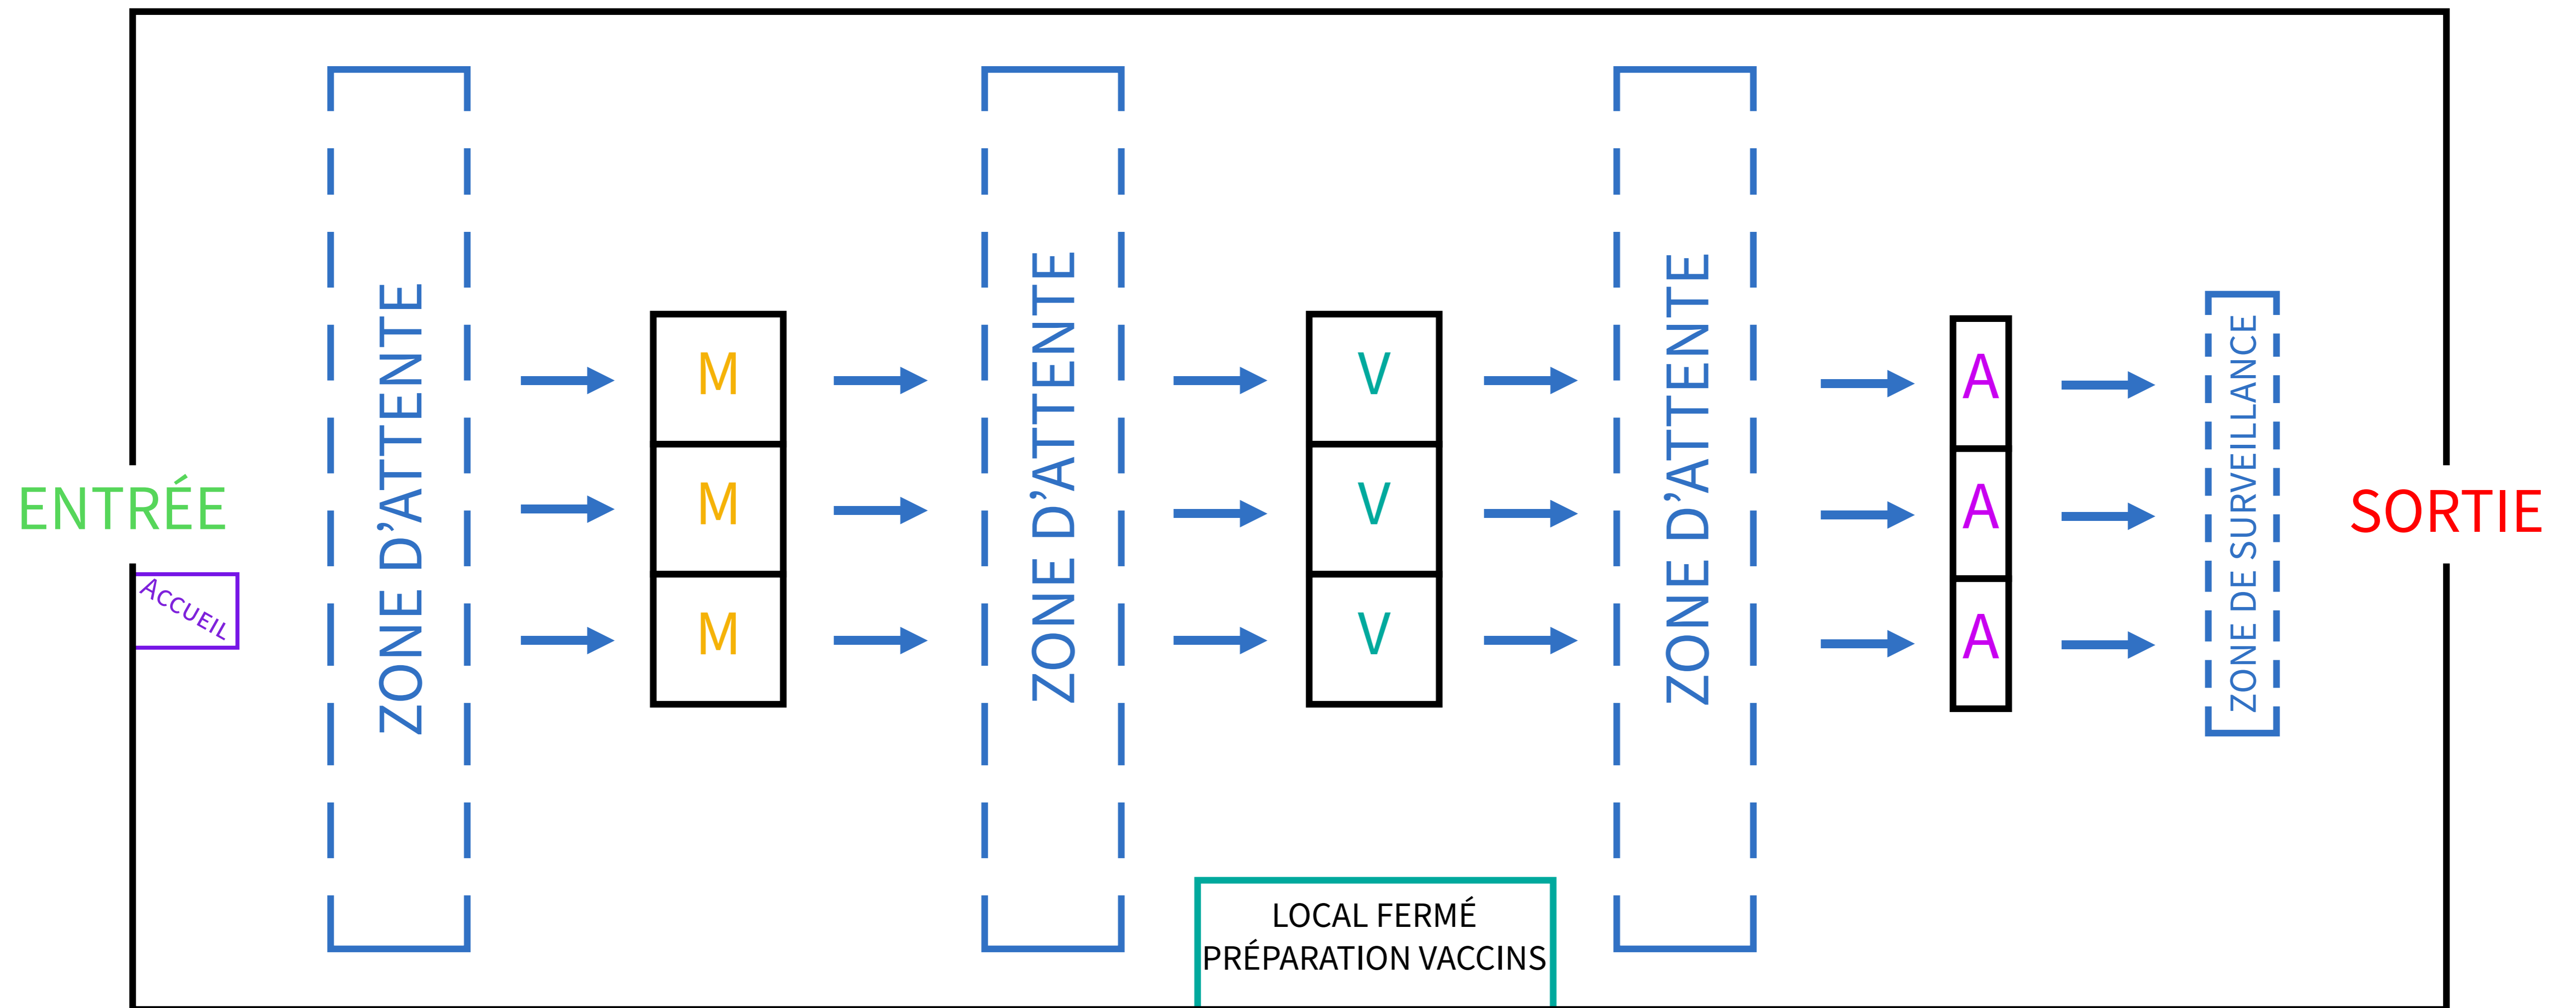 ENTRÉE
ACCUEIL
ZONE D’ATTENTE
M
M
M
ZONE D’ATTENTE
V
V
V
LOCAL FERMÉ
PRÉPARATION VACCINS
ZONE D’ATTENTE
A
A
A
ZONE DE SURVEILLANCE
SORTIE